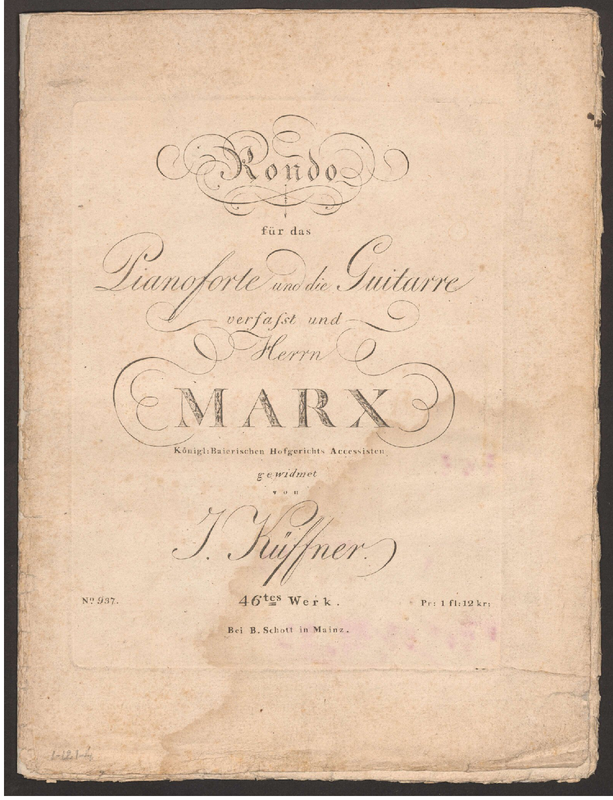 Rondo
für das
Pianoforte und die Guitarre
verfaſst und
Herrn
MARX
Königl: Baierischen Hofgerichts Accessisten
gewidmet
von
J. Küffner.
46tes Werk.
No 937.
Pr: 1 fl: 12 kr:
Bei B. Schott in Mainz.